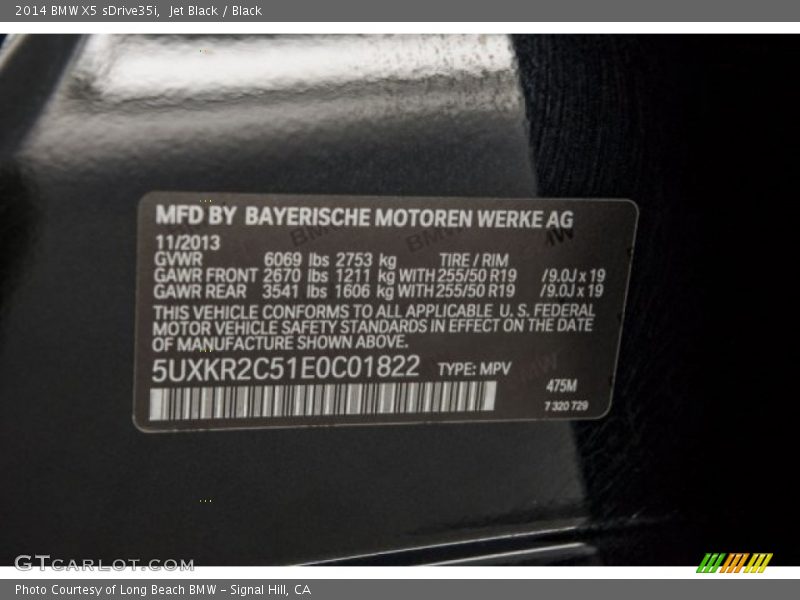 2014 BMW X5 sDrive35i, Jet Black / Black
MFD BY BAYERISCHE MOTOREN WERKE AG
11/2013
GVWR 6069 lbs 2753 kg TIRE / RIM
GAWR FRONT 2670 lbs 1211 kg WITH 255/50 R19 /9.0J x 19
GAWR REAR 3541 lbs 1606 kg WITH 255/50 R19 /9.0J x 19
THIS VEHICLE CONFORMS TO ALL APPLICABLE U. S. FEDERAL
MOTOR VEHICLE SAFETY STANDARDS IN EFFECT ON THE DATE
OF MANUFACTURE SHOWN ABOVE.
5UXKR2C51E0C01822 TYPE: MPV
475M
7 320 729
GTcarlot.com
Photo Courtesy of Long Beach BMW – Signal Hill, CA